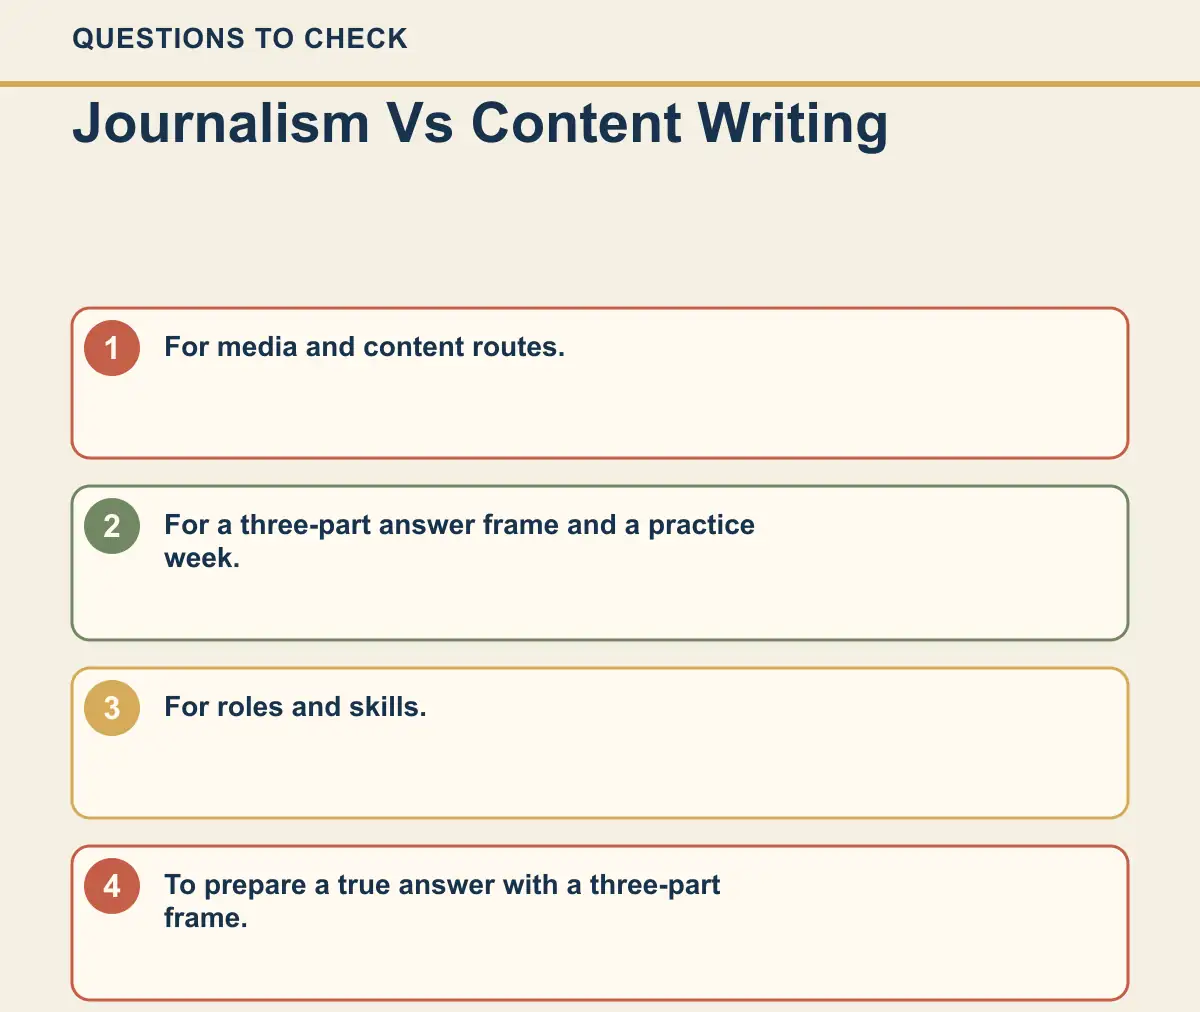 QUESTIONS TO CHECK
Journalism Vs Content Writing
1
For media and content routes.
2
For a three-part answer frame and a practice
week.
3
For roles and skills.
4
To prepare a true answer with a three-part
frame.